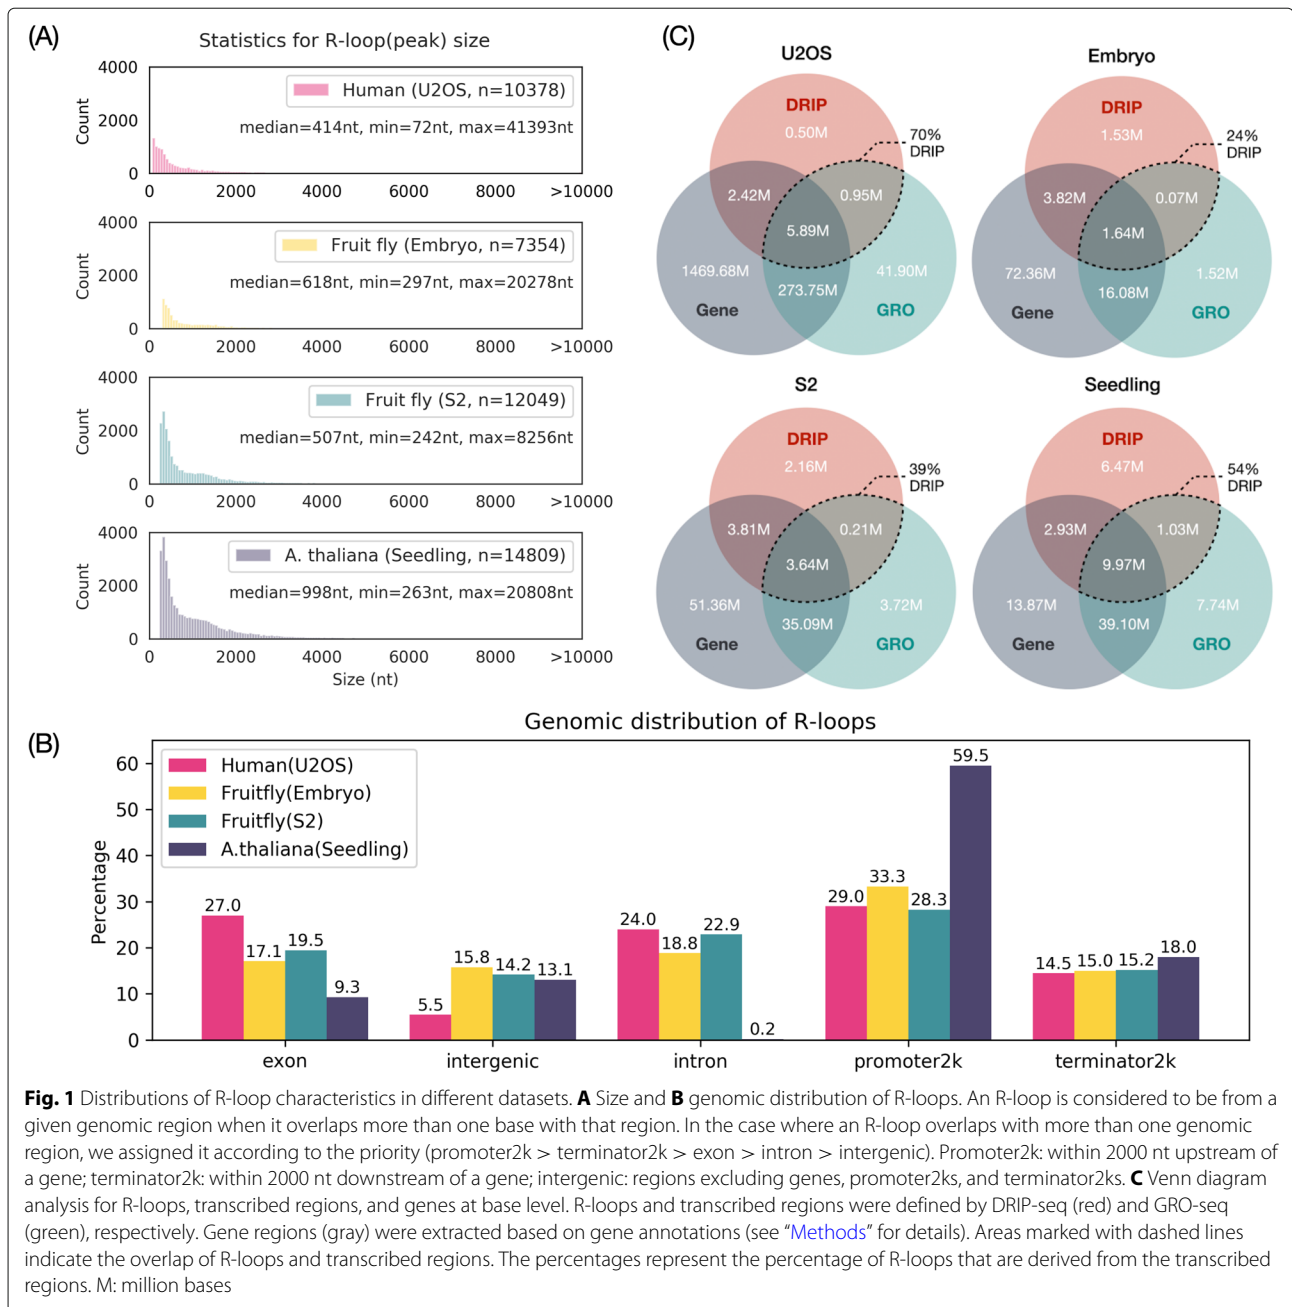 (A)
Statistics for R-loop(peak) size
4000
2000
0
Count
Human (U2OS, n=10378)
median=414nt, min=72nt, max=41393nt
0 2000 4000 6000 8000 >10000
4000
2000
0
Count
Fruit fly (Embryo, n=7354)
median=618nt, min=297nt, max=20278nt
0 2000 4000 6000 8000 >10000
4000
2000
0
Count
Fruit fly (S2, n=12049)
median=507nt, min=242nt, max=8256nt
0 2000 4000 6000 8000 >10000
4000
2000
0
Count
A. thaliana (Seedling, n=14809)
median=998nt, min=263nt, max=20808nt
0 2000 4000 6000 8000 >10000
Size (nt)
(C)
U2OS
DRIP
0.50M
70%
DRIP
2.42M
0.95M
5.89M
1469.68M
41.90M
273.75M
Gene
GRO
Embryo
DRIP
1.53M
24%
DRIP
3.82M
0.07M
1.64M
72.36M
1.52M
16.08M
Gene
GRO
S2
DRIP
2.16M
39%
DRIP
3.81M
0.21M
3.64M
51.36M
3.72M
35.09M
Gene
GRO
Seedling
DRIP
6.47M
54%
DRIP
2.93M
1.03M
9.97M
13.87M
7.74M
39.10M
Gene
GRO
(B)
Genomic distribution of R-loops
Percentage
60
50
40
30
20
10
0
Human(U2OS)
Fruitfly(Embryo)
Fruitfly(S2)
A.thaliana(Seedling)
27.0 17.1 19.5 9.3
5.5 15.8 14.2 13.1
24.0 18.8 22.9 0.2
29.0 33.3 28.3 59.5
14.5 15.0 15.2 18.0
exon intergenic intron promoter2k terminator2k
Fig. 1 Distributions of R-loop characteristics in different datasets. A Size and B genomic distribution of R-loops. An R-loop is considered to be from a
given genomic region when it overlaps more than one base with that region. In the case where an R-loop overlaps with more than one genomic
region, we assigned it according to the priority (promoter2k > terminator2k > exon > intron > intergenic). Promoter2k: within 2000 nt upstream of
a gene; terminator2k: within 2000 nt downstream of a gene; intergenic: regions excluding genes, promoter2ks, and terminator2ks. C Venn diagram
analysis for R-loops, transcribed regions, and genes at base level. R-loops and transcribed regions were defined by DRIP-seq (red) and GRO-seq
(green), respectively. Gene regions (gray) were extracted based on gene annotations (see “Methods” for details). Areas marked with dashed lines
indicate the overlap of R-loops and transcribed regions. The percentages represent the percentage of R-loops that are derived from the transcribed
regions. M: million bases